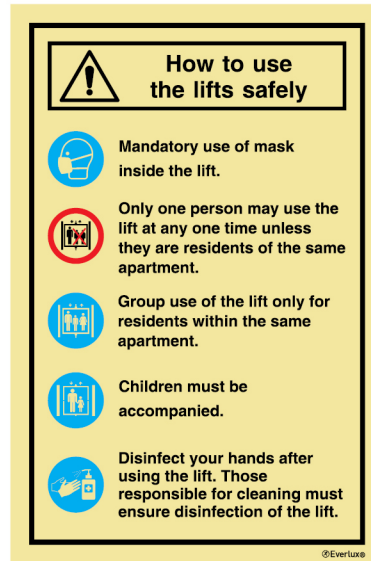 How to use
the lifts safely
Mandatory use of mask
inside the lift.
Only one person may use the
lift at any one time unless
they are residents of the same
apartment.
Group use of the lift only for
residents within the same
apartment.
Children must be
accompanied.
Disinfect your hands after
using the lift. Those
responsible for cleaning must
ensure disinfection of the lift.
Everlux®